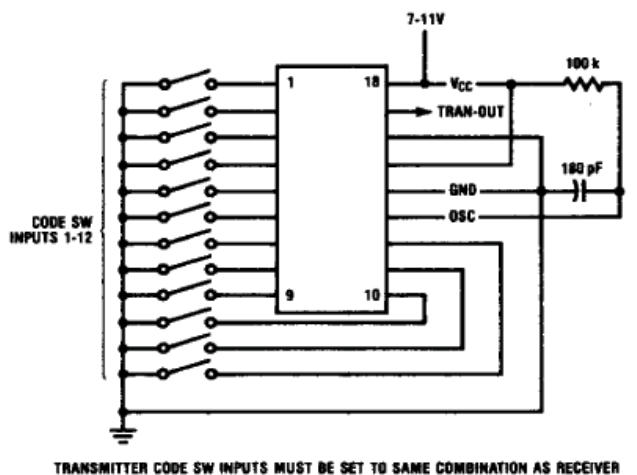 7-11V
100 k
1
18
VCC
TRAN-OUT
180 pF
GND
CODE SW
INPUTS 1-12
OSC
9
10
TRANSMITTER CODE SW INPUTS MUST BE SET TO SAME COMBINATION AS RECEIVER